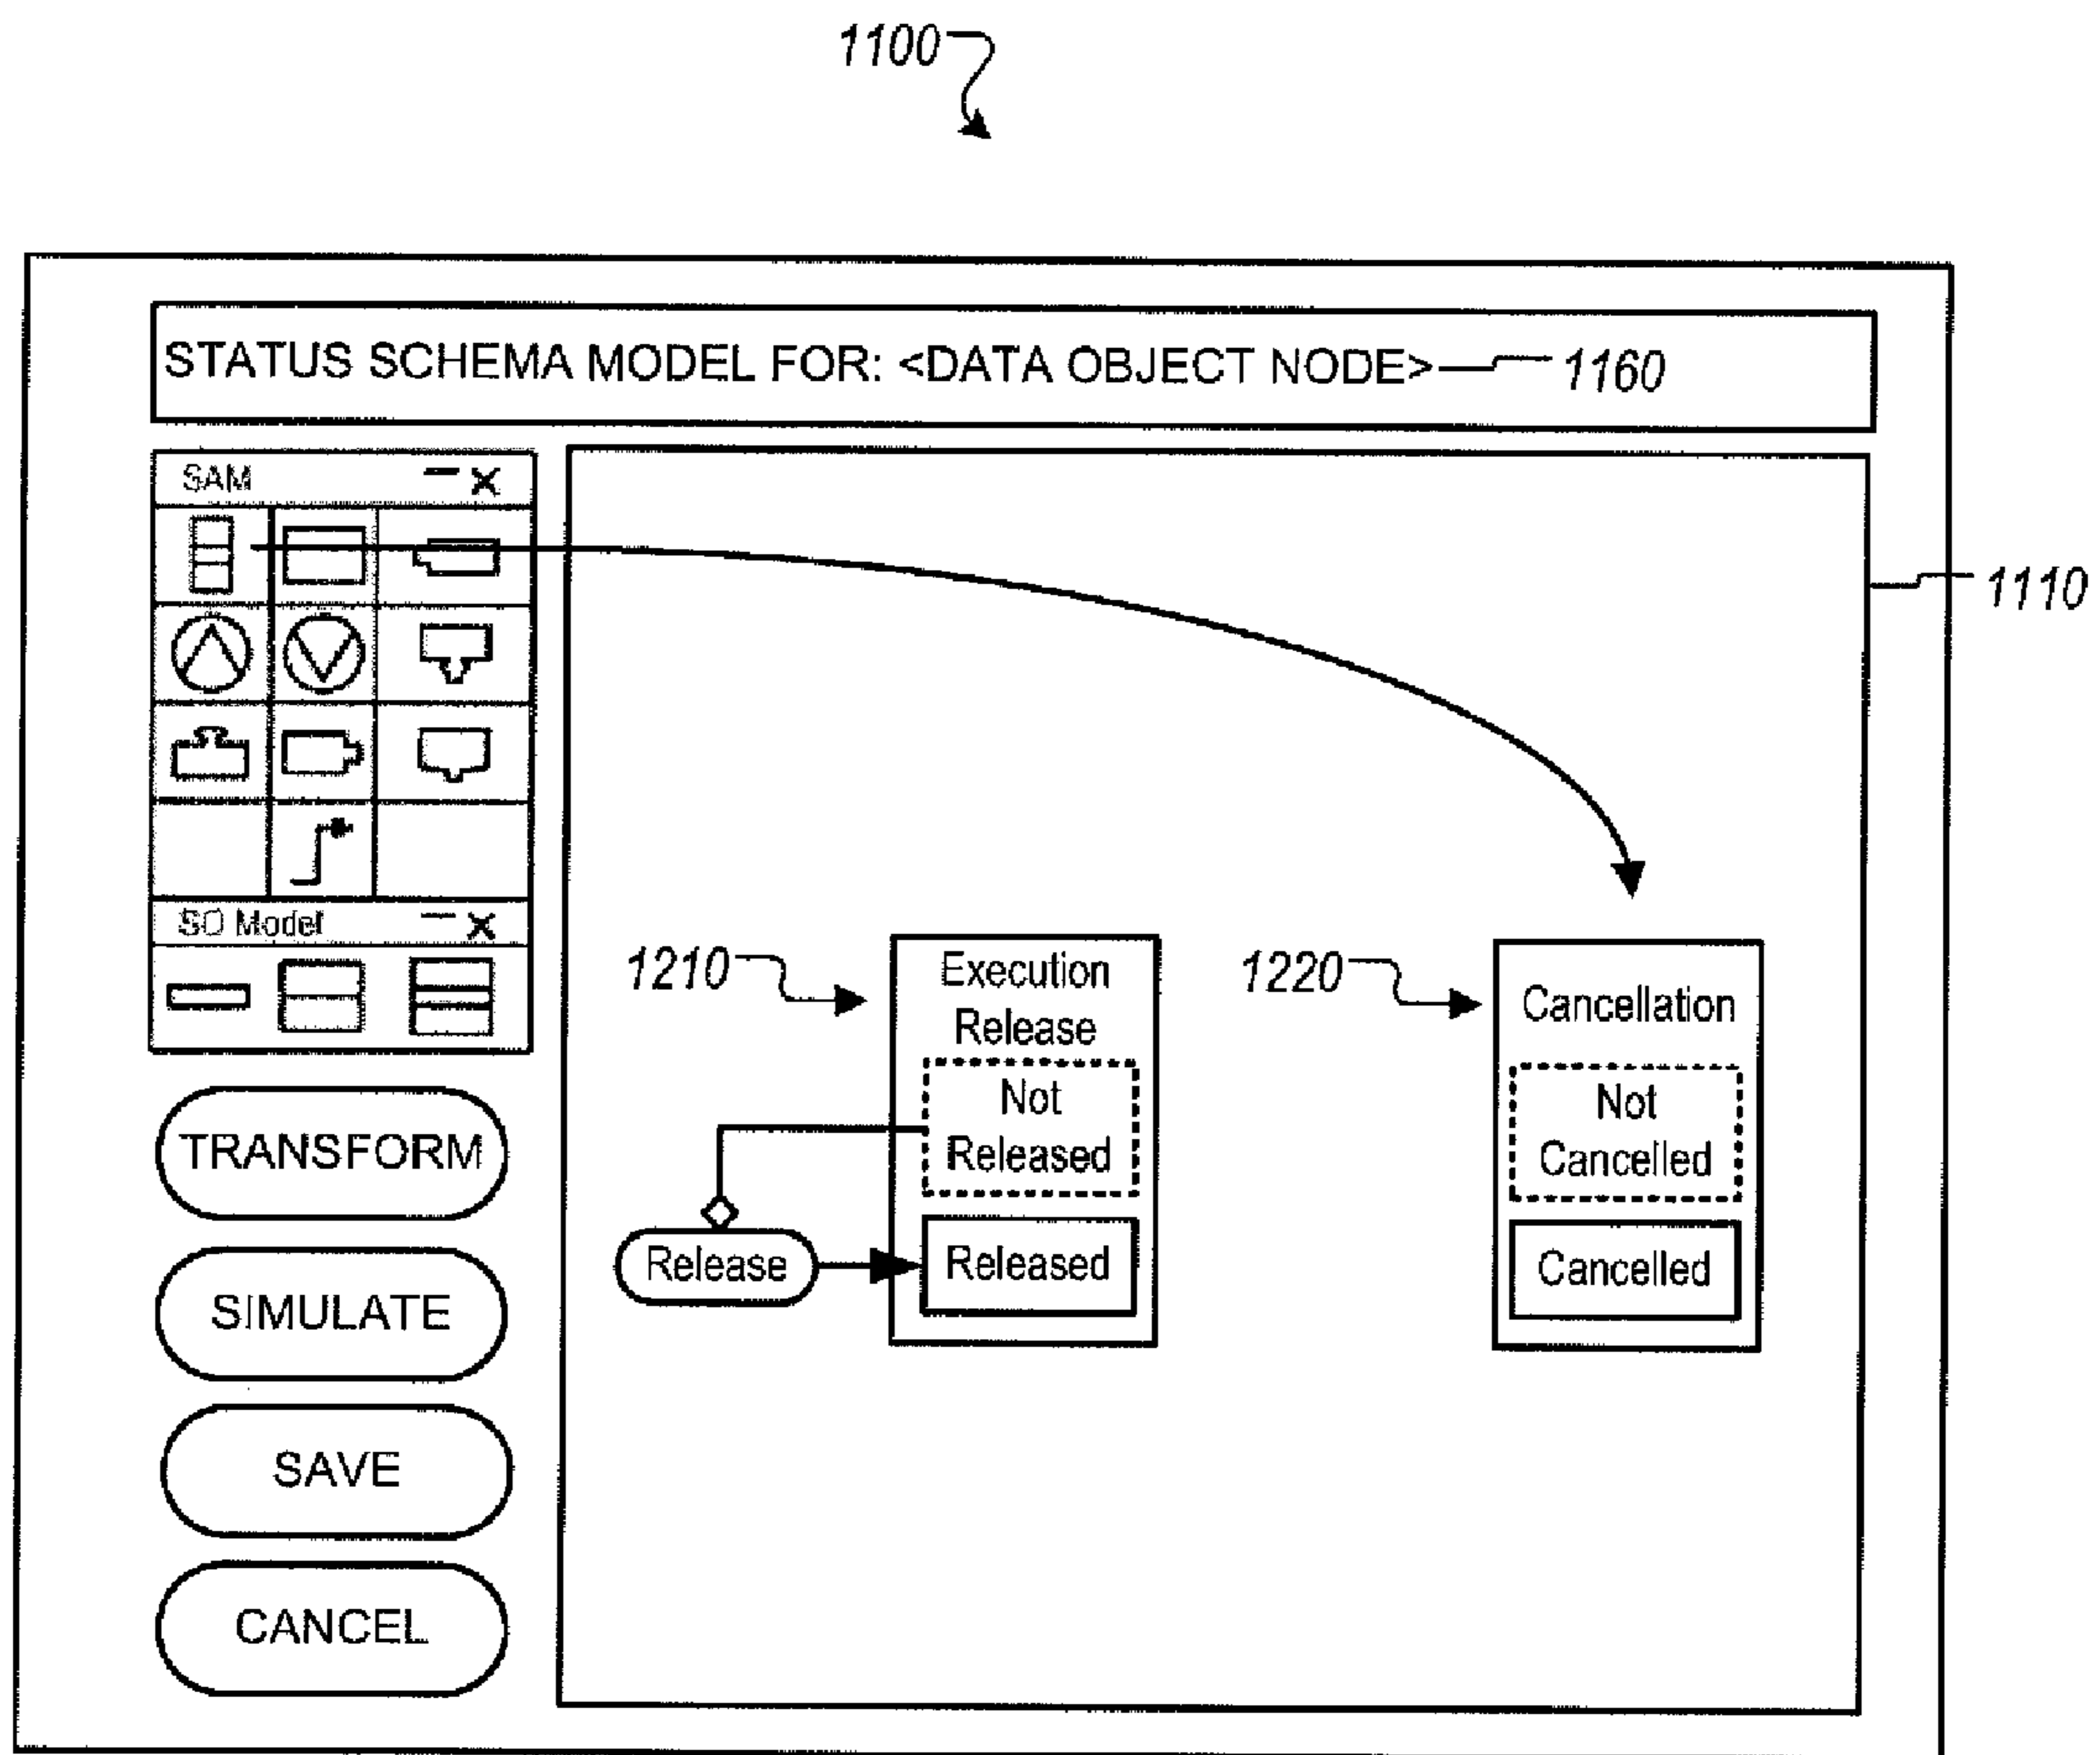 1100
STATUS SCHEMA MODEL FOR: <DATA OBJECT NODE>
1160
SAM
1110
SO Model
1210
Execution
Release
Not
Released
Release
Released
1220
Cancellation
Not
Cancelled
Cancelled
TRANSFORM
SIMULATE
SAVE
CANCEL